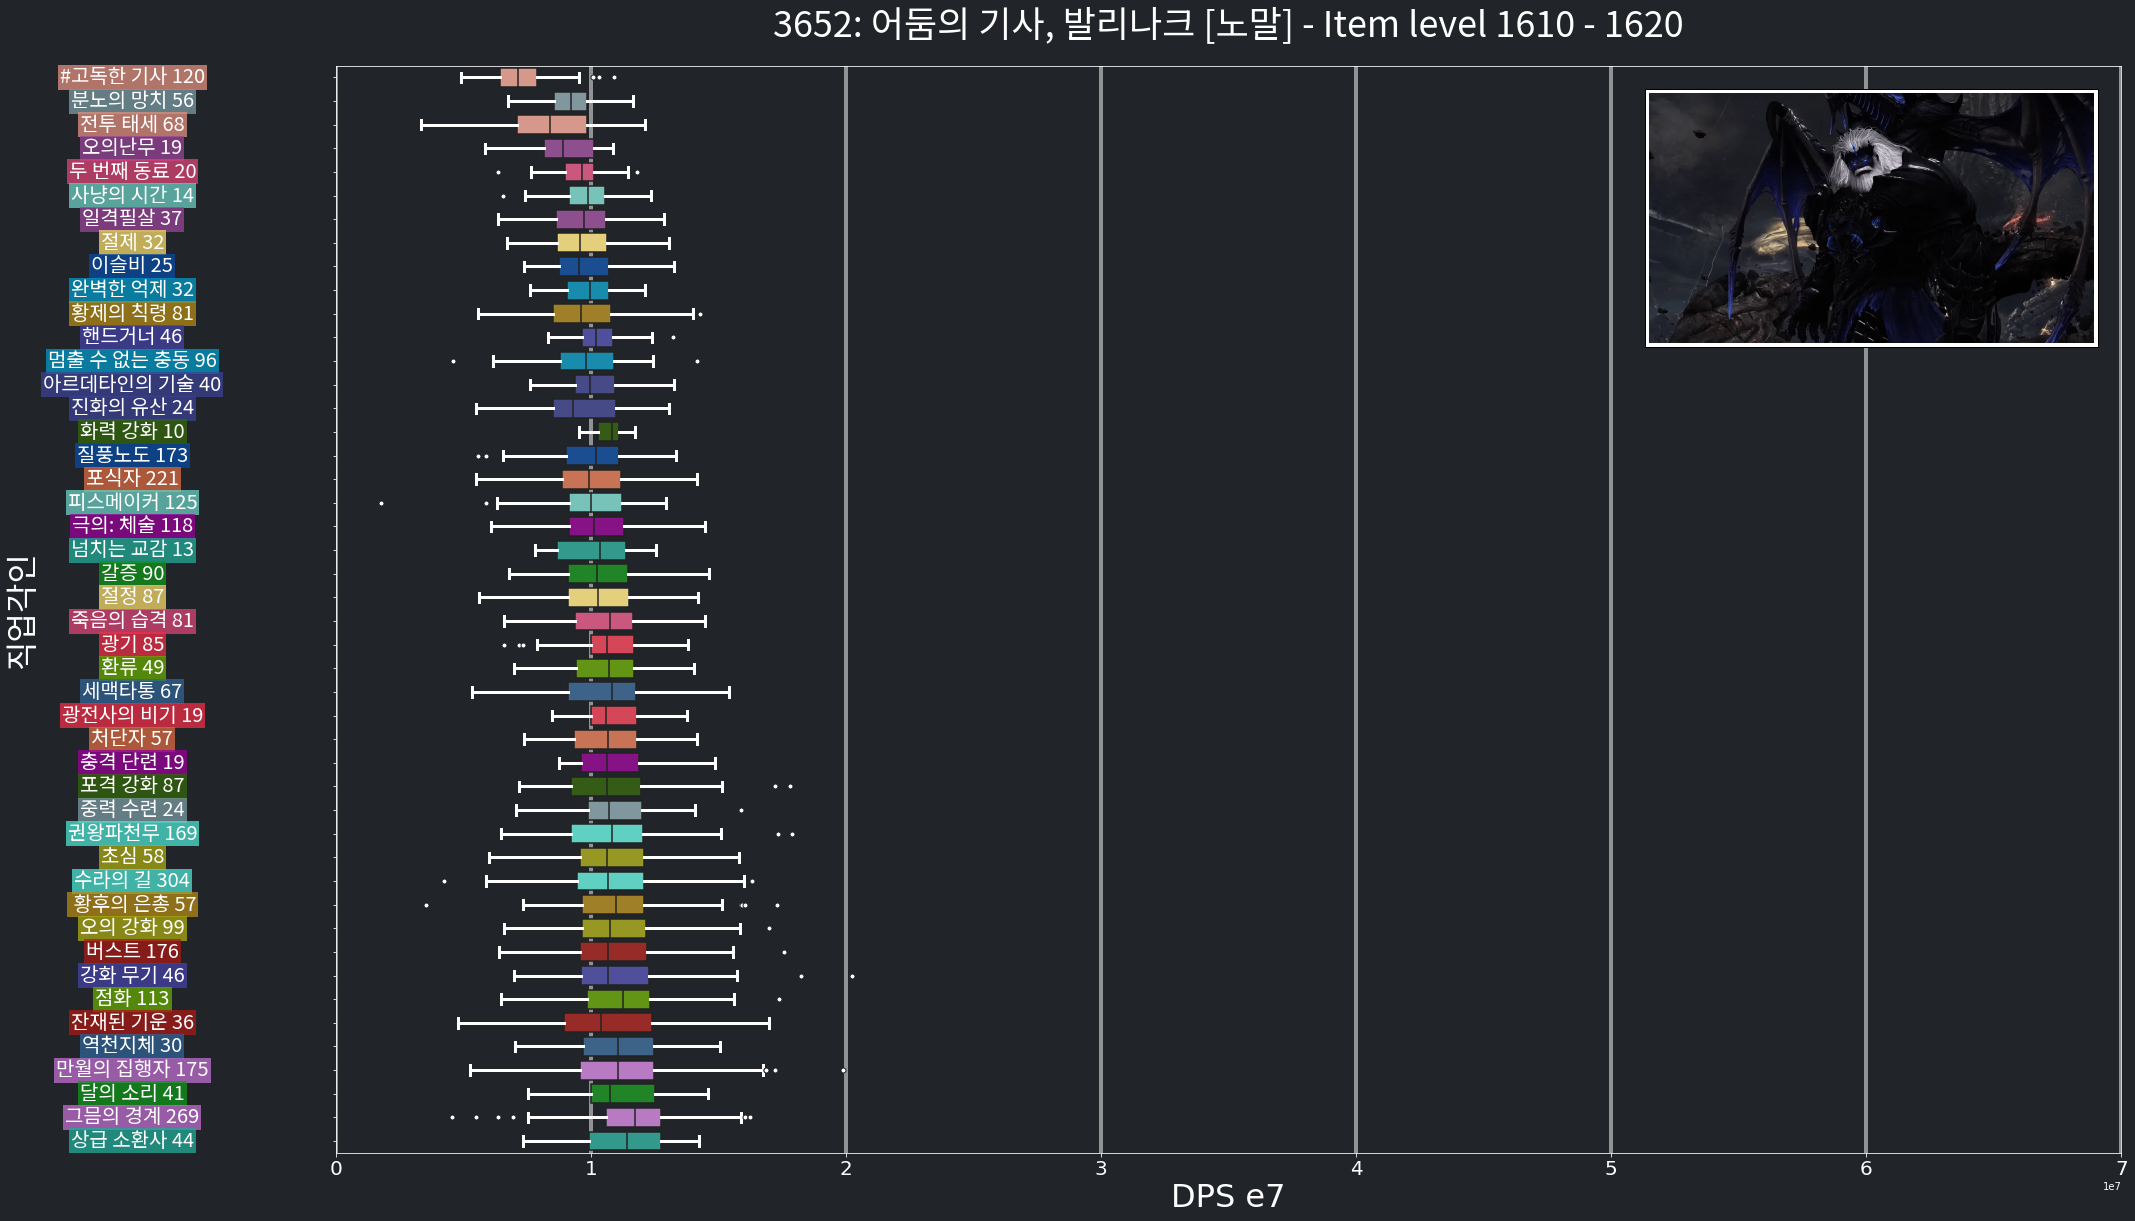 3652: 어둠의 기사, 발리나크 [노말] - Item level 1610 - 1620
#고독한 기사 120
분노의 망치 56
전투 태세 68
오의난무 19
두 번째 동료 20
사냥의 시간 14
일격필살 37
절제 32
이슬비 25
완벽한 억제 32
황제의 칙령 81
핸드거너 46
멈출 수 없는 충동 96
아르데타인의 기술 40
진화의 유산 24
화력 강화 10
질풍노도 173
포식자 221
피스메이커 125
극의: 체술 118
넘치는 교감 13
갈증 90
절정 87
죽음의 습격 81
광기 85
환류 49
세맥타통 67
광전사의 비기 19
처단자 57
충격 단련 19
포격 강화 87
중력 수련 24
권왕파천무 169
초심 58
수라의 길 304
황후의 은총 57
오의 강화 99
버스트 176
강화 무기 46
점화 113
잔재된 기운 36
역천지체 30
만월의 집행자 175
달의 소리 41
그믐의 경계 269
상급 소환사 44
직업각인
0 1 2 3 4 5 6 7
1e7
DPS e7